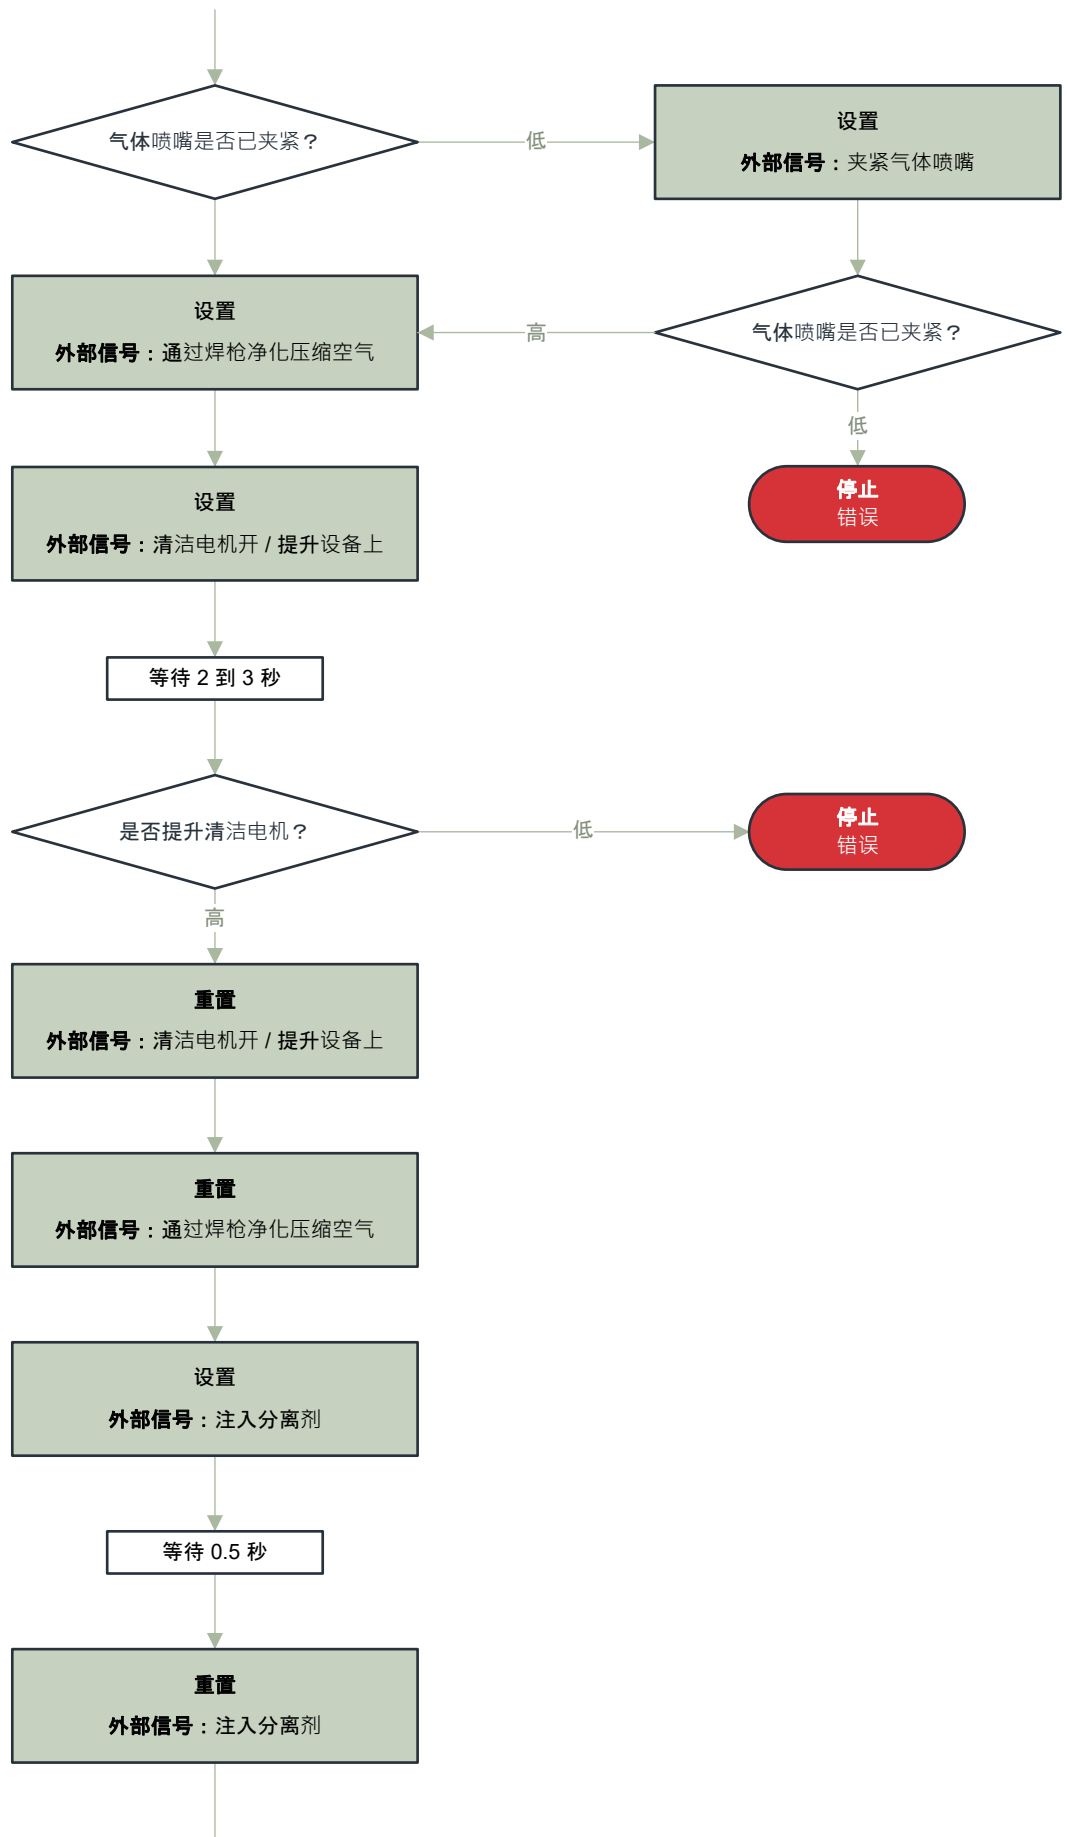 气体喷嘴是否已夹紧？
低
设置
外部信号：夹紧气体喷嘴
设置
外部信号：通过焊枪净化压缩空气
高
气体喷嘴是否已夹紧？
低
停止
错误
设置
外部信号：清洁电机开 / 提升设备上
等待 2 到 3 秒
是否提升清洁电机？
低
停止
错误
高
重置
外部信号：清洁电机开 / 提升设备上
重置
外部信号：通过焊枪净化压缩空气
设置
外部信号：注入分离剂
等待 0.5 秒
重置
外部信号：注入分离剂